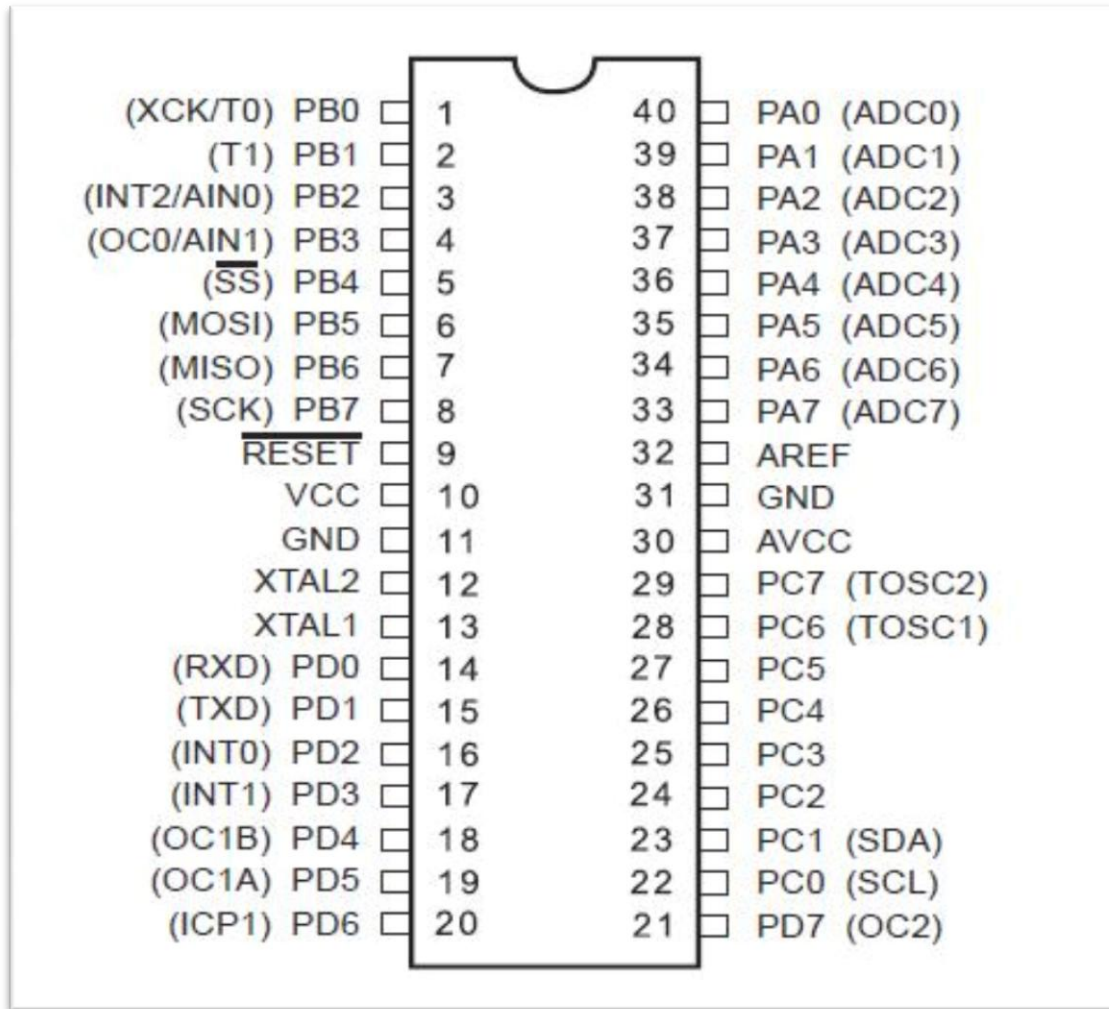 (XCK/T0) PB0 1 40 PA0 (ADC0)
(T1) PB1 2 39 PA1 (ADC1)
(INT2/AIN0) PB2 3 38 PA2 (ADC2)
(OC0/AIN1) PB3 4 37 PA3 (ADC3)
(SS) PB4 5 36 PA4 (ADC4)
(MOSI) PB5 6 35 PA5 (ADC5)
(MISO) PB6 7 34 PA6 (ADC6)
(SCK) PB7 8 33 PA7 (ADC7)
RESET 9 32 AREF
VCC 10 31 GND
GND 11 30 AVCC
XTAL2 12 29 PC7 (TOSC2)
XTAL1 13 28 PC6 (TOSC1)
(RXD) PD0 14 27 PC5
(TXD) PD1 15 26 PC4
(INT0) PD2 16 25 PC3
(INT1) PD3 17 24 PC2
(OC1B) PD4 18 23 PC1 (SDA)
(OC1A) PD5 19 22 PC0 (SCL)
(ICP1) PD6 20 21 PD7 (OC2)